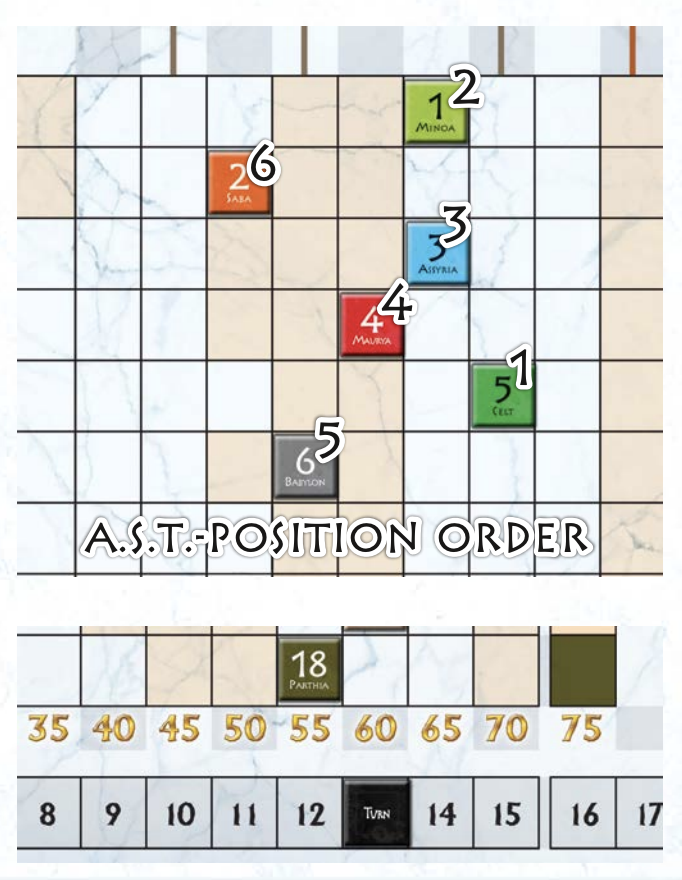 2
1
MINOA
6
2
SABA
3
3
ASSYRIA
4
4
MAURYA
1
5
CELT
5
6
BABYLON
A.S.T.-POSITION ORDER
18
PARTHIA
35 40 45 50 55 60 65 70 75
8 9 10 11 12 TURN 14 15 16 17